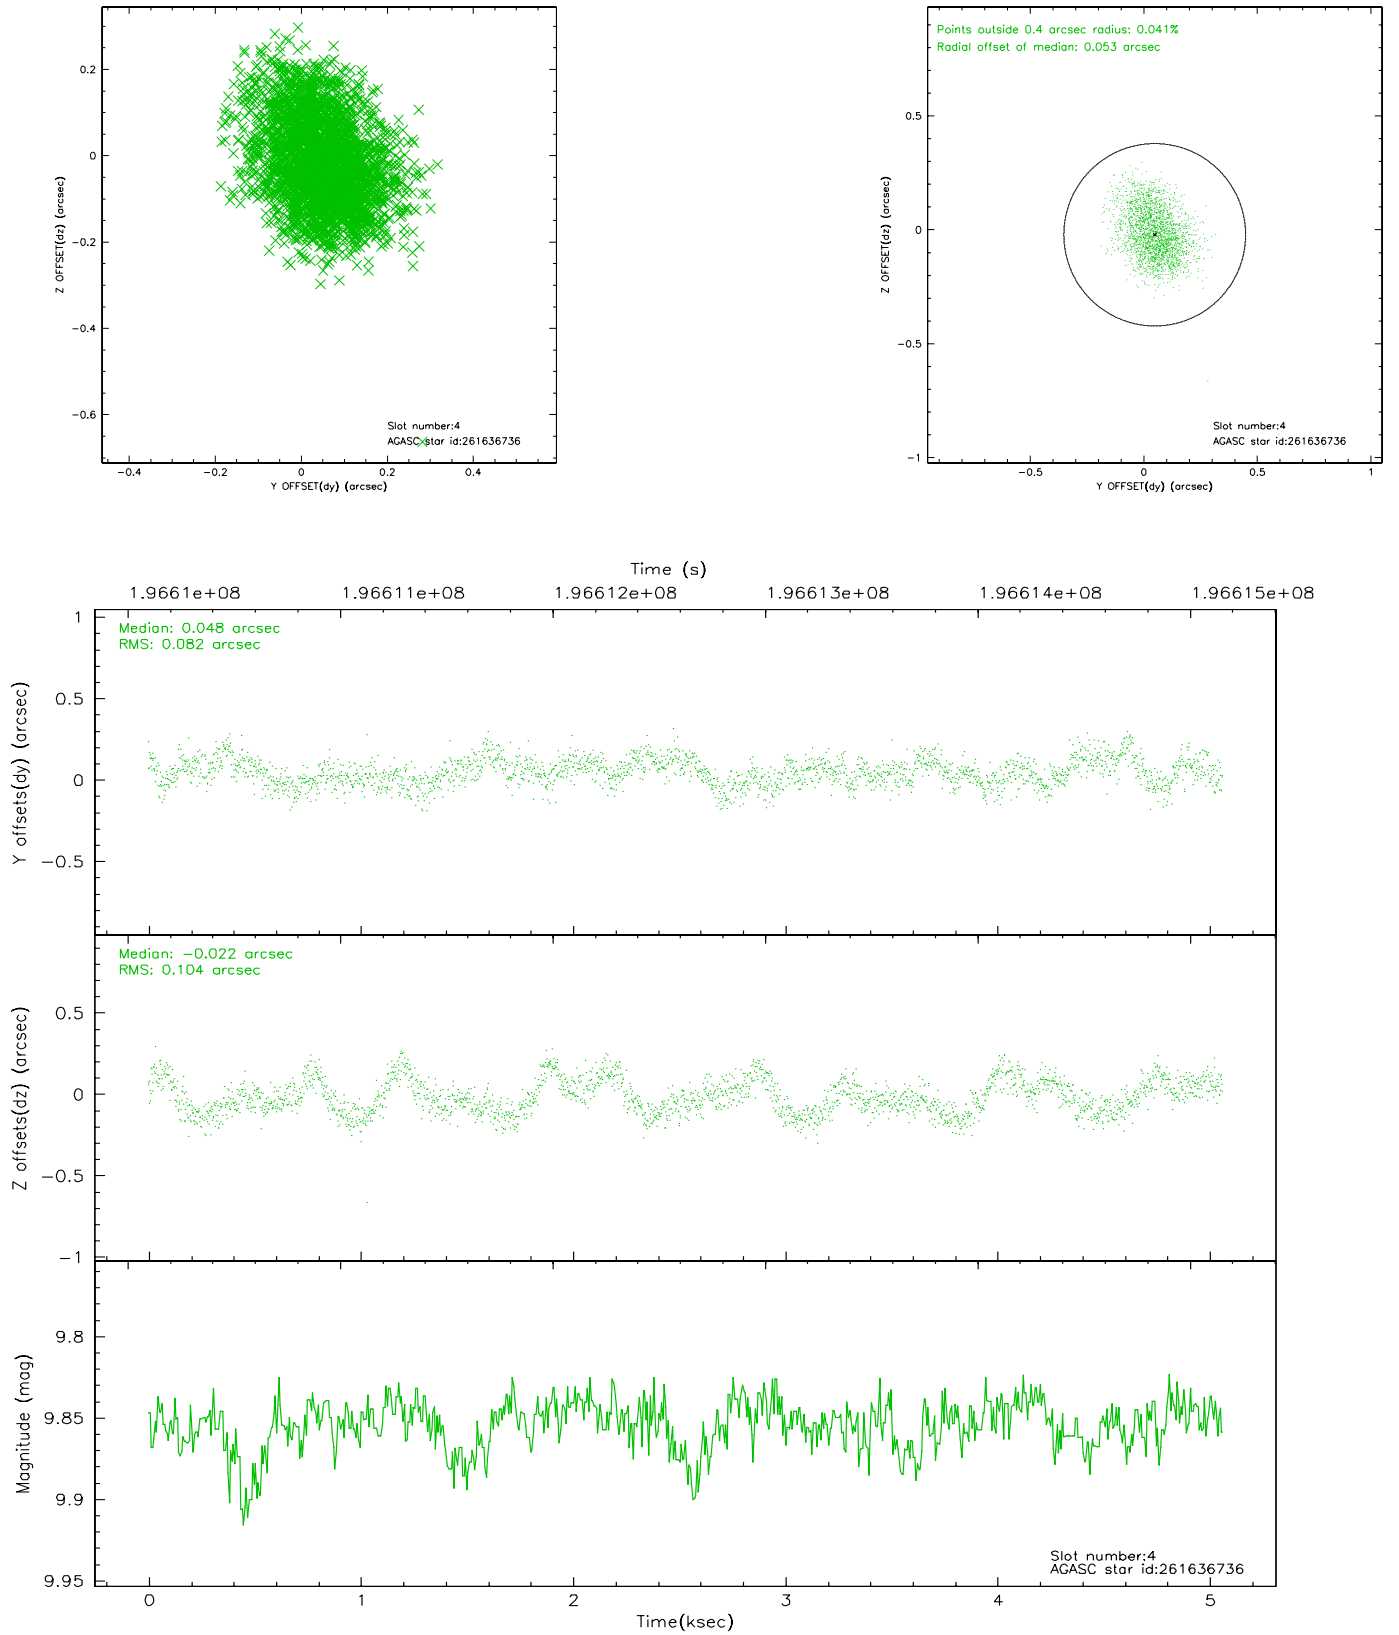 0.2
0
−0.2
−0.4
−0.6
Z OFFSET(dz) (arcsec)
Slot number:4
AGASC star id:261636736
−0.4 −0.2 0 0.2 0.4
Y OFFSET(dy) (arcsec)
Points outside 0.4 arcsec radius: 0.041%
Radial offset of median: 0.053 arcsec
0.5
0
−0.5
−1
Z OFFSET(dz) (arcsec)
Slot number:4
AGASC star id:261636736
−0.5 0 0.5 1
Y OFFSET(dy) (arcsec)
Time (s)
1.9661e+08 1.96611e+08 1.96612e+08 1.96613e+08 1.96614e+08 1.96615e+08
Median: 0.048 arcsec
RMS: 0.082 arcsec
1
0.5
0
−0.5
Y offsets(dy) (arcsec)
Median: −0.022 arcsec
RMS: 0.104 arcsec
0.5
0
−0.5
−1
Z offsets(dz) (arcsec)
9.8
9.85
9.9
9.95
Magnitude (mag)
Slot number:4
AGASC star id:261636736
0 1 2 3 4 5
Time(ksec)